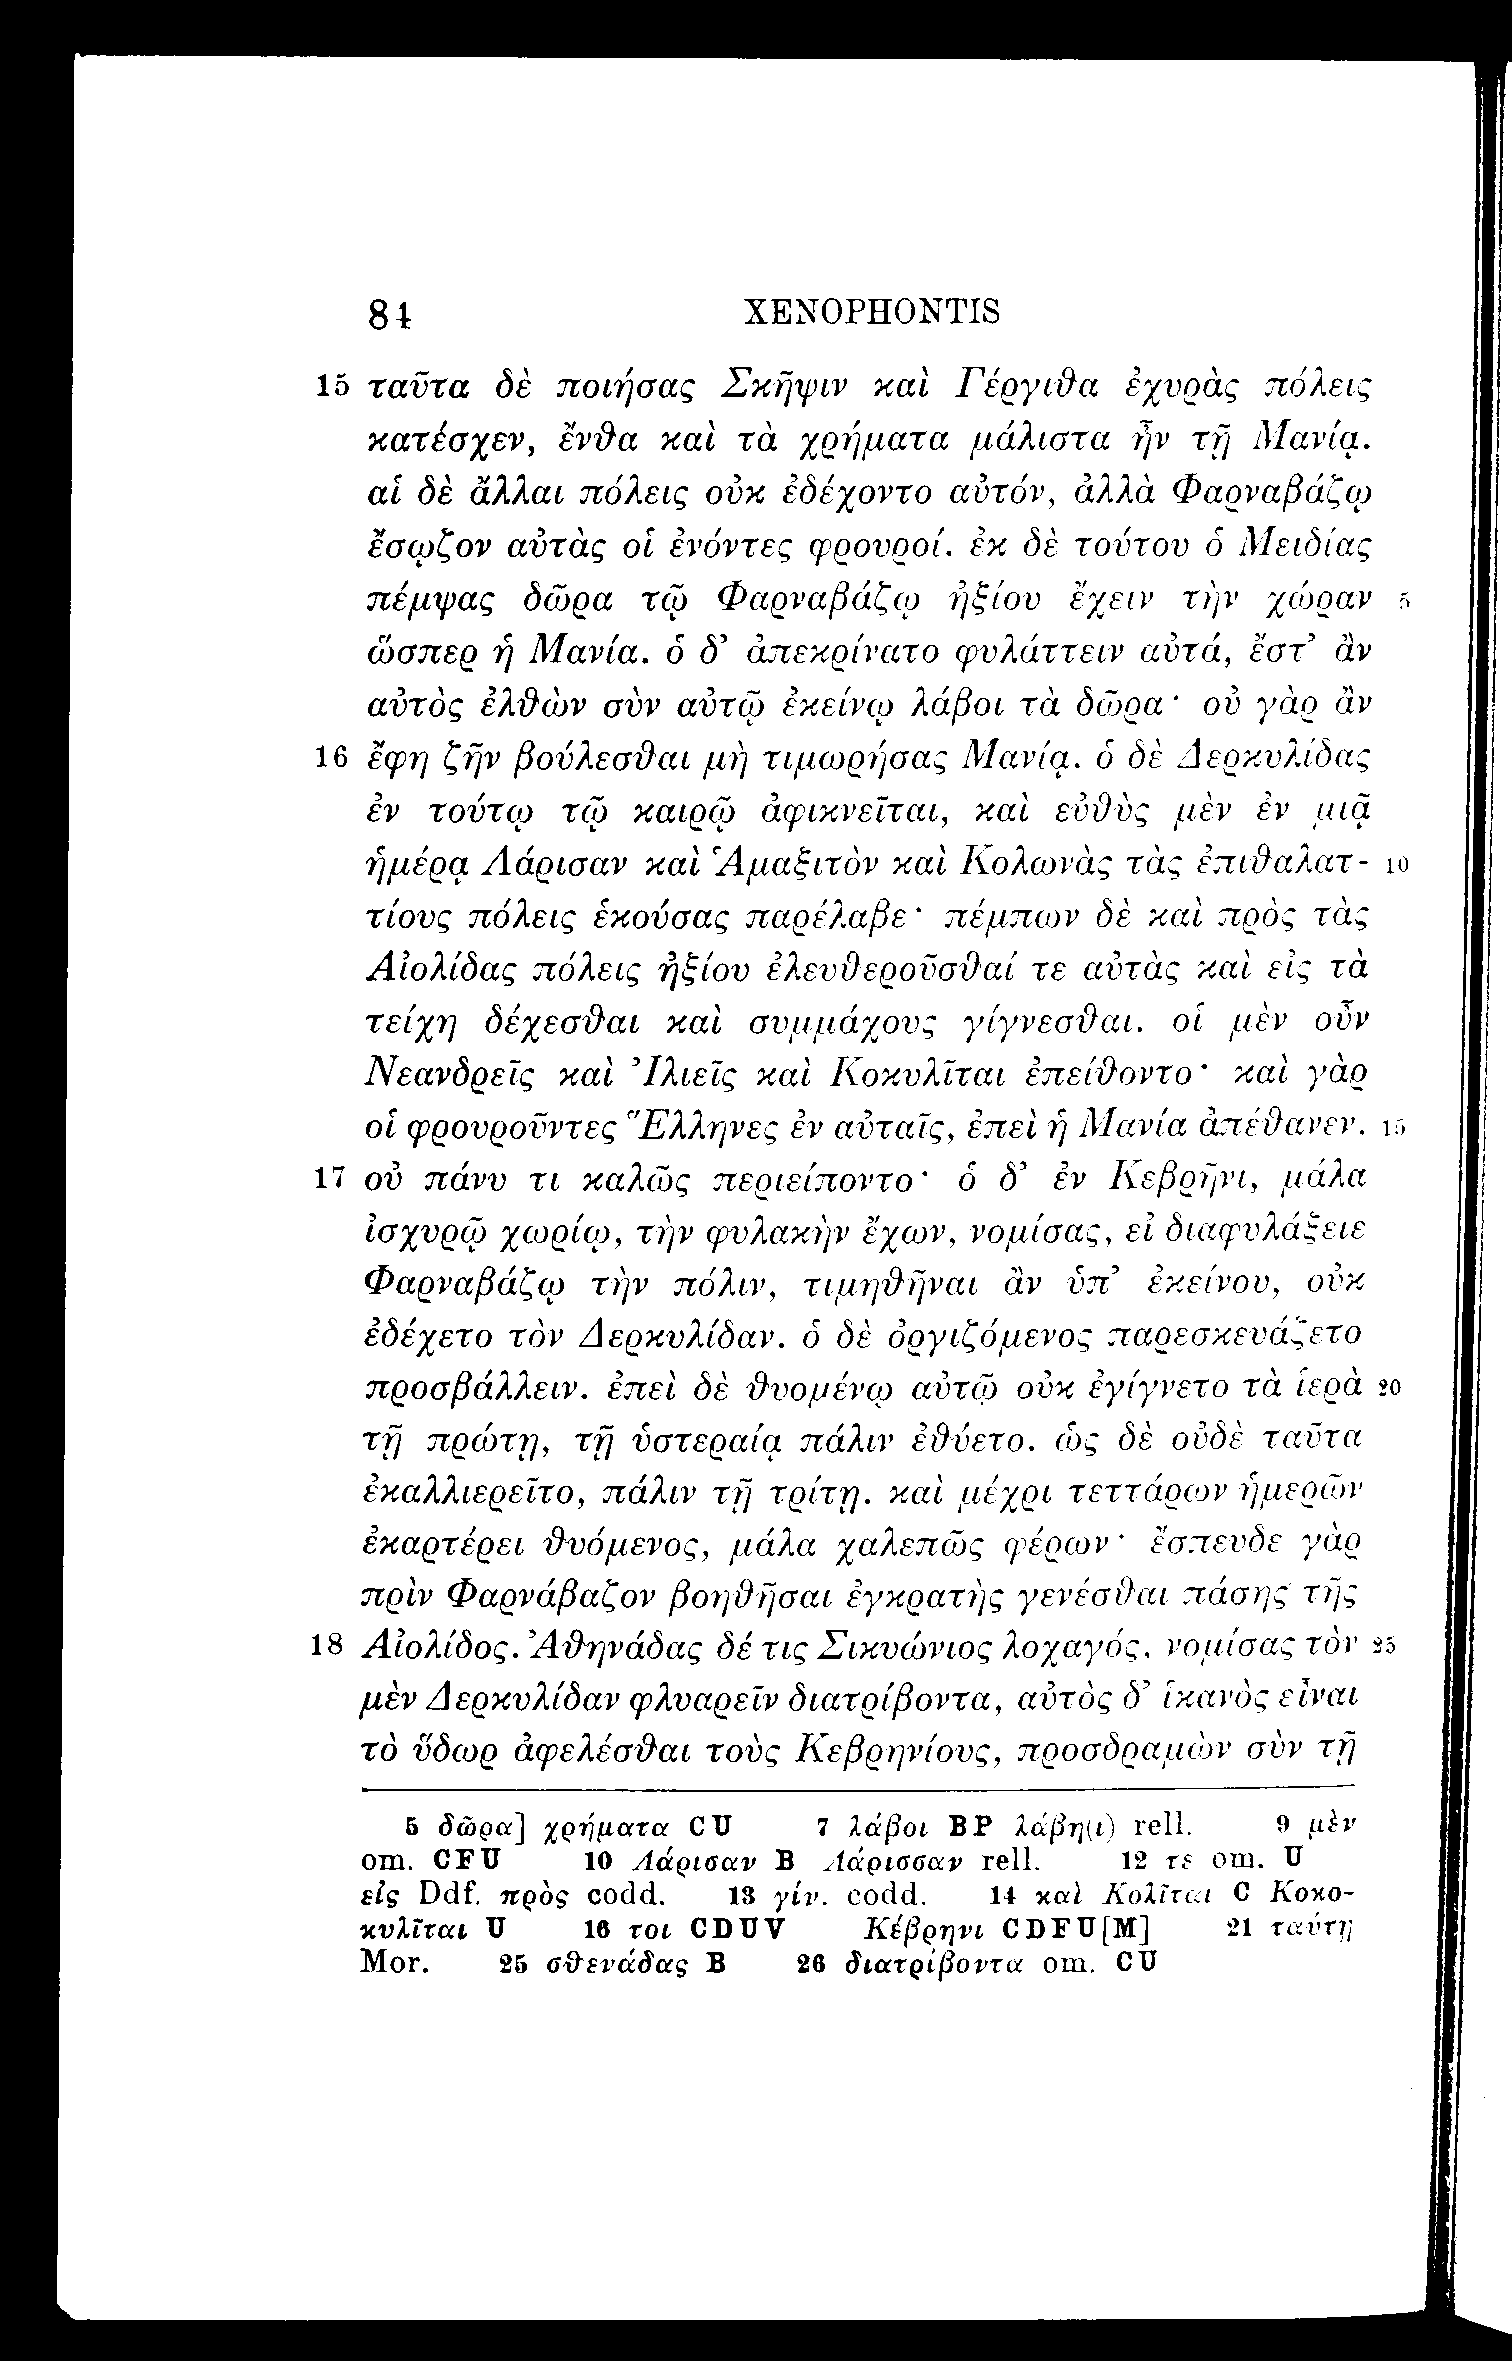 84 XENOPHONTIS
15 ταῦτα δὲ ποιήσας Σκῆψιν καὶ Γέργιθα ἐχυρὰς πόλεις
κατέσχεν, ἔνθα καὶ τὰ χρήματα μάλιστα ἦν τῇ Μανίᾳ.
αἱ δὲ ἄλλαι πόλεις οὐκ ἐδέχοντο αὐτόν, ἀλλὰ Φαρναβάζῳ
ἔσῳζον αὐτὰς οἱ ἐνόντες φρουροί. ἐκ δὲ τούτου ὁ Μειδίας
πέμψας δῶρα τῷ Φαρναβάζῳ ἠξίου ἔχειν τὴν χώραν 5
ὥσπερ ἡ Μανία. ὁ δ’ ἀπεκρίνατο φυλάττειν αὐτά, ἔστ’ ἂν
αὐτὸς ἐλθὼν σὺν αὐτῷ ἐκείνῳ λάβοι τὰ δῶρα· οὐ γὰρ ἂν
16 ἔφη ζῆν βούλεσθαι μὴ τιμωρήσας Μανίᾳ. ὁ δὲ Δερκυλίδας
ἐν τούτῳ τῷ καιρῷ ἀφικνεῖται, καὶ εὐθὺς μὲν ἐν μιᾷ
ἡμέρᾳ Λάρισαν καὶ Ἁμαξιτὸν καὶ Κολωνὰς τὰς ἐπιθαλατ- 10
τίους πόλεις ἑκούσας παρέλαβε· πέμπων δὲ καὶ πρὸς τὰς
Αἰολίδας πόλεις ἠξίου ἐλευθεροῦσθαί τε αὐτὰς καὶ εἰς τὰ
τείχη δέχεσθαι καὶ συμμάχους γίγνεσθαι. οἱ μὲν οὖν
Νεανδρεῖς καὶ Ἰλιεῖς καὶ Κοκυλῖται ἐπείθοντο· καὶ γὰρ
οἱ φρουροῦντες Ἕλληνες ἐν αὐταῖς, ἐπεὶ ἡ Μανία ἀπέθανεν. 15
17 οὐ πάνυ τι καλῶς περιείποντο· ὁ δ’ ἐν Κεβρῆνι, μάλα
ἰσχυρῷ χωρίῳ, τὴν φυλακὴν ἔχων, νομίσας, εἰ διαφυλάξειε
Φαρναβάζῳ τὴν πόλιν, τιμηθῆναι ἂν ὑπ’ ἐκείνου, οὐκ
ἐδέχετο τὸν Δερκυλίδαν. ὁ δὲ ὀργιζόμενος παρεσκευάζετο
προσβάλλειν. ἐπεὶ δὲ θυομένῳ αὐτῷ οὐκ ἐγίγνετο τὰ ἱερὰ 20
τῇ πρώτῃ, τῇ ὑστεραίᾳ πάλιν ἐθύετο. ὡς δὲ οὐδὲ ταῦτα
ἐκαλλιερεῖτο, πάλιν τῇ τρίτῃ. καὶ μέχρι τεττάρων ἡμερῶν
ἐκαρτέρει θυόμενος, μάλα χαλεπῶς φέρων· ἔσπευδε γὰρ
πρὶν Φαρνάβαζον βοηθῆσαι ἐγκρατὴς γενέσθαι πάσης τῆς
18 Αἰολίδος. Ἀθηνάδας δέ τις Σικυώνιος λοχαγός, νομίσας τὸν 25
μὲν Δερκυλίδαν φλυαρεῖν διατρίβοντα, αὐτὸς δ’ ἱκανὸς εἶναι
τὸ ὕδωρ ἀφελέσθαι τοὺς Κεβρηνίους, προσδραμὼν σὺν τῇ
5 δῶρα] χρήματα CU 7 λάβοι BP λάβη(ι) rell. 9 μὲν
om. CFU 10 Λάρισαν B Λάρισσαν rell. 12 τε om. U
εἰς Ddf. πρὸς codd. 13 γίν. codd. 14 καὶ Κολῖται C Κοκο-
κυλῖται U 16 τοι CDUV Κέβρηνι CDFU[M] 21 ταύτῃ
Mor. 25 σθενάδας B 26 διατρίβοντα om. CU